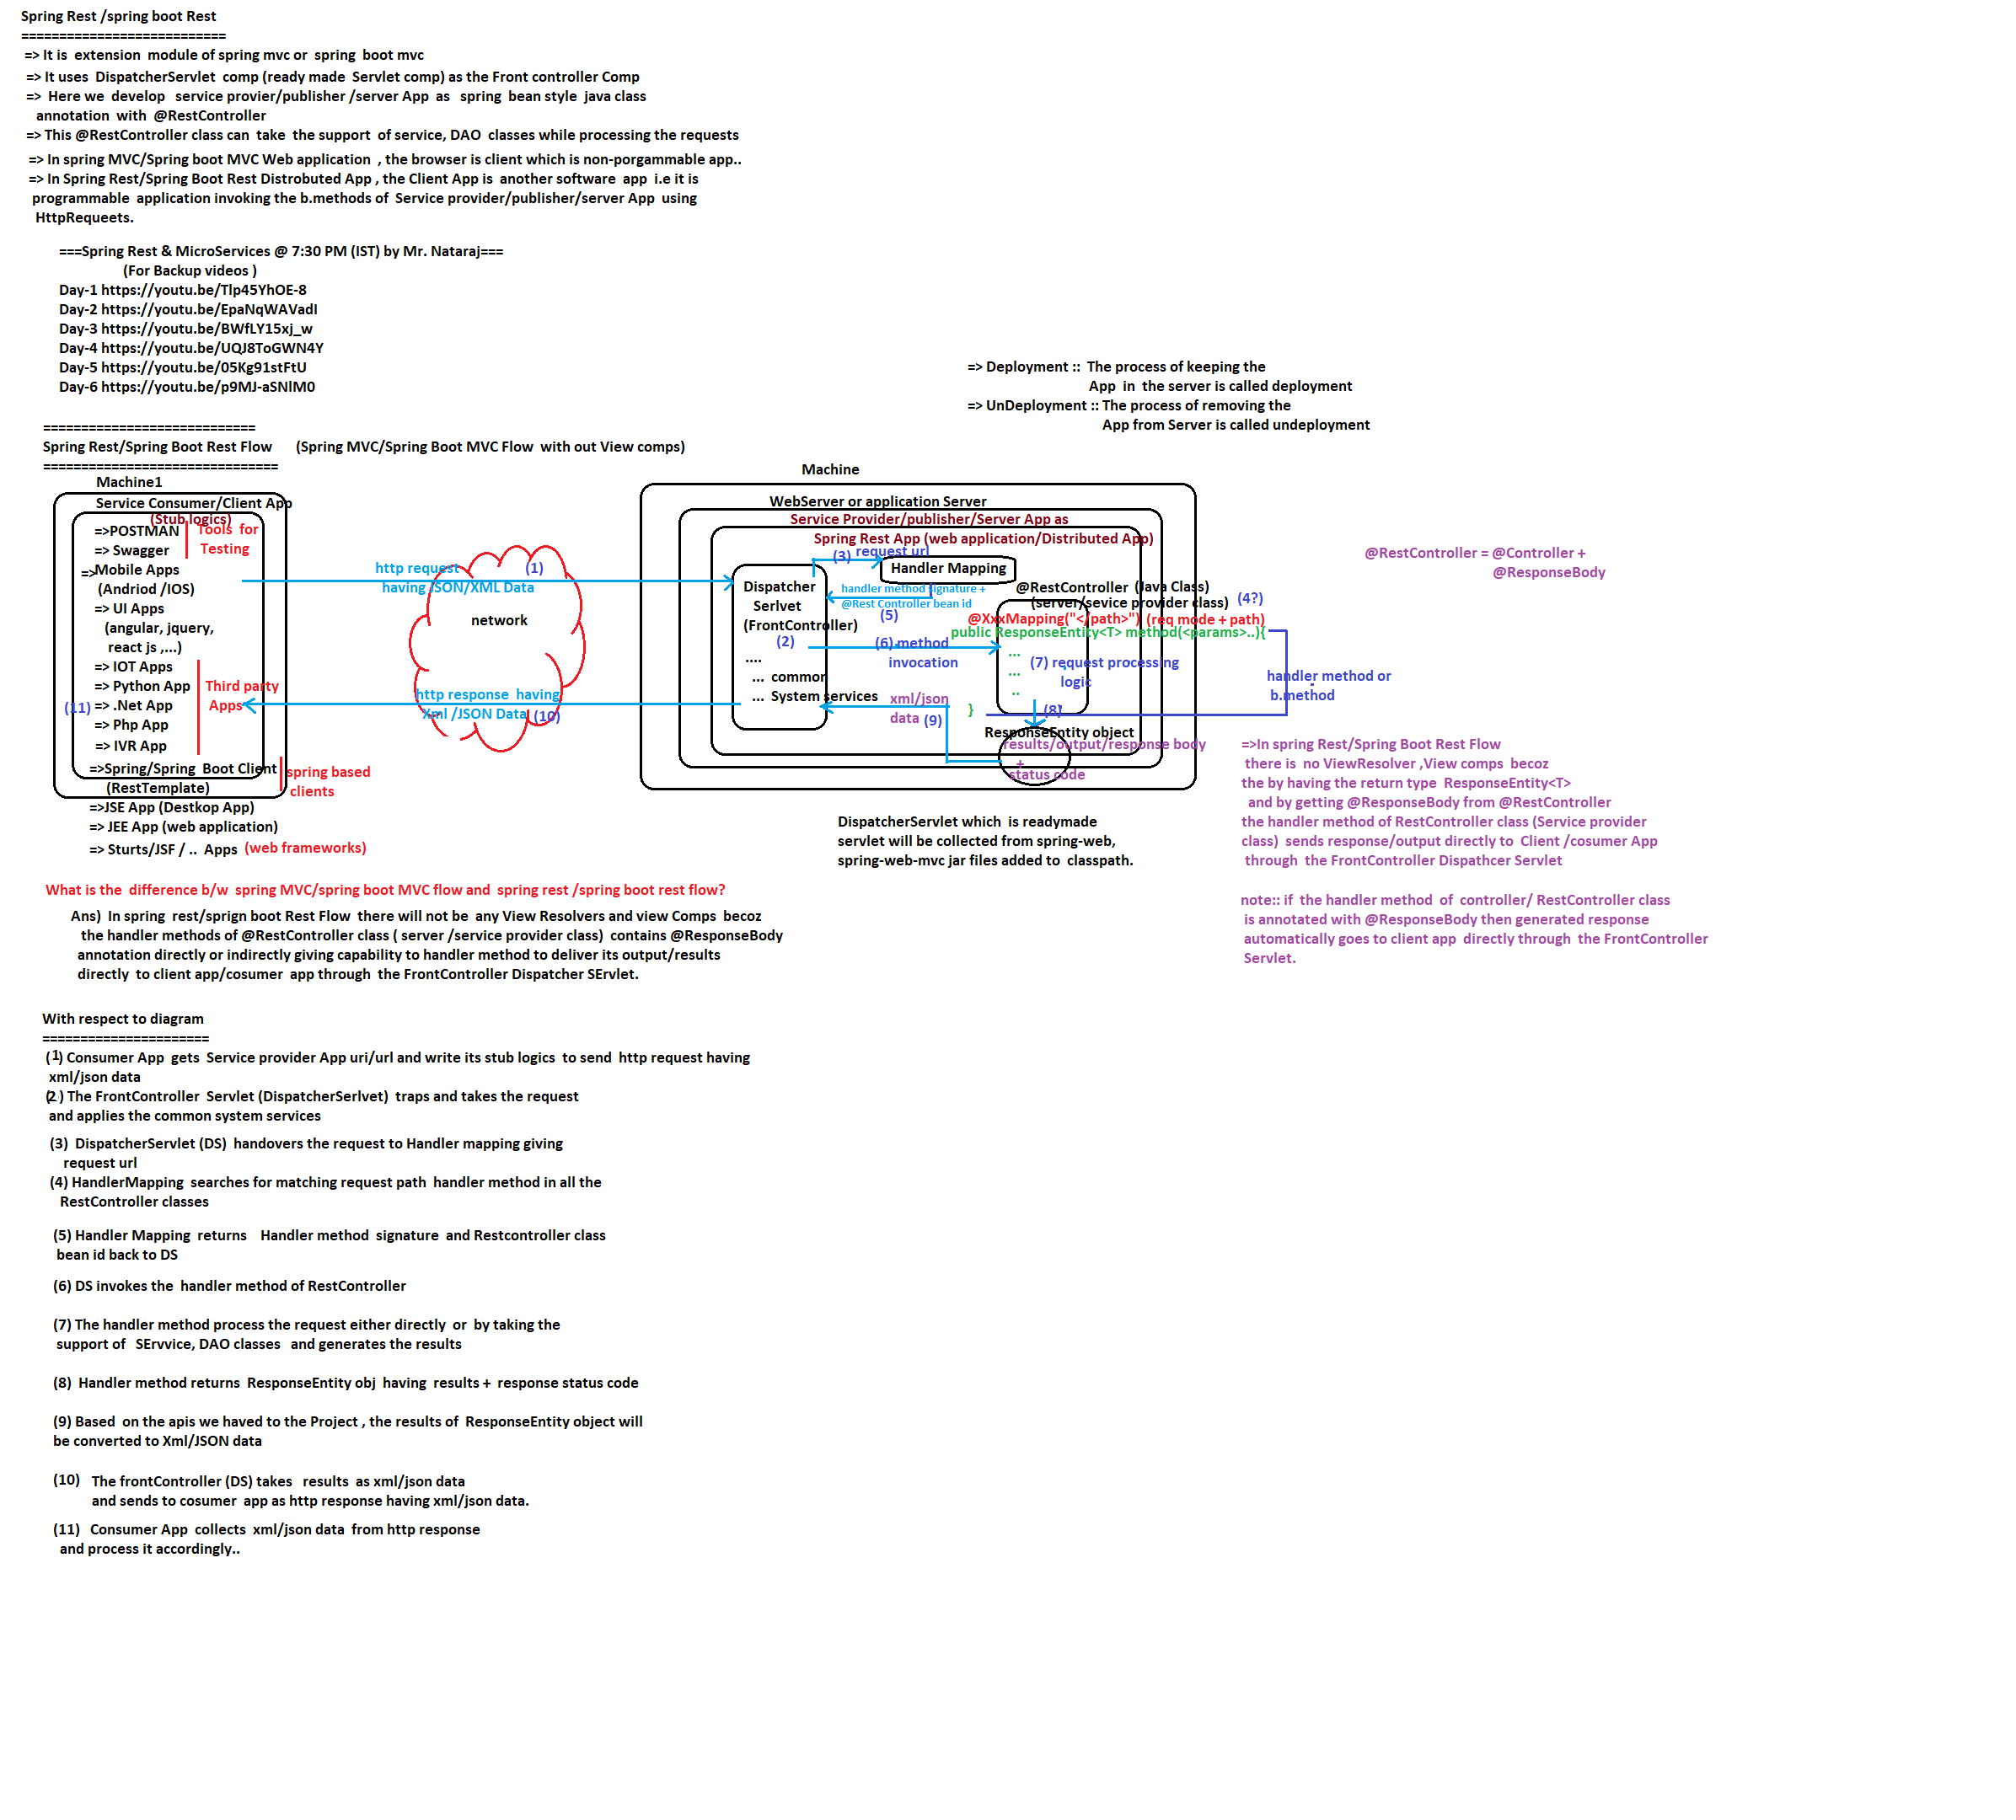 Spring Rest /spring boot Rest
===========================
=> It is  extension  module of spring mvc or  spring  boot mvc
=> It uses  DispatcherServlet  comp (ready made  Servlet comp) as the Front controller Comp
=>  Here we  develop   service provier/publisher /server App  as   spring  bean style  java class
annotation  with  @RestController
=> This @RestController class can  take  the support  of service, DAO  classes while processing the requests
=> In spring MVC/Spring boot MVC Web application  , the browser is client which is non-porgammable app..
=> In Spring Rest/Spring Boot Rest Distrobuted App , the Client App is  another software  app  i.e it is
programmable  application invoking the b.methods of  Service provider/publisher/server App  using
HttpRequeets.
===Spring Rest & MicroServices @ 7:30 PM (IST) by Mr. Nataraj===
(For Backup videos )
Day-1 https://youtu.be/Tlp45YhOE-8
Day-2 https://youtu.be/EpaNqWAVadI
Day-3 https://youtu.be/BWfLY15xj_w
Day-4 https://youtu.be/UQJ8ToGWN4Y
Day-5 https://youtu.be/05Kg91stFtU
Day-6 https://youtu.be/p9MJ-aSNlM0
=> Deployment ::  The process of keeping the
App  in  the server is called deployment
=> UnDeployment :: The process of removing the
App from Server is called undeployment
============================
Spring Rest/Spring Boot Rest Flow      (Spring MVC/Spring Boot MVC Flow  with out View comps)
===============================
Machine1
Service Consumer/Client App
(Stub logics)
=>POSTMAN
=> Swagger
Tools  for
Testing
=>
Mobile Apps
(Andriod /IOS)
=> UI Apps
(angular, jquery,
react js ,...)
=> IOT Apps
=> Python App
=> .Net App
=> Php App
=> IVR App
Third party
Apps
(11)
=>Spring/Spring  Boot Client
(RestTemplate)
spring based
clients
=>JSE App (Destkop App)
=> JEE App (web application)
=> Sturts/JSF / ..  Apps  (web frameworks)
http request
having JSON/XML Data
(1)
network
http response  having
Xml /JSON Data
(10)
Machine
WebServer or application Server
Service Provider/publisher/Server App as
Spring Rest App (web application/Distributed App)
(3) request url
Handler Mapping
Dispatcher
Serlvet
(FrontController)
(2)
....
... common
... System services
handler method signature +
@Rest Controller bean id
(5)
@RestController  (Java Class)
(server/sevice provider class)
(4?)
@XxxMapping("</path>")  (req mode + path)
public ResponseEntity<T> method(<params>..){
(6) method
invocation
...
...
..
(7) request processing
logic
handler method or
b.method
xml/json
data (9)
}
(8)
ResponseEntity object
results/output/response body
+
status code
@RestController = @Controller +
@ResponseBody
=>In spring Rest/Spring Boot Rest Flow
there is  no ViewResolver ,View comps  becoz
the by having the return type  ResponseEntity<T>
and by getting @ResponseBody from @RestController
the handler method of RestController class (Service provider
class)  sends response/output directly to  Client /cosumer App
through  the FrontController Dispathcer Servlet
note:: if  the handler method  of  controller/ RestController class
is annotated with @ResponseBody then generated response
automatically goes to client app  directly through  the FrontController
Servlet.
DispatcherServlet which  is readymade
servlet will be collected from spring-web,
spring-web-mvc jar files added to  classpath.
What is the  difference b/w  spring MVC/spring boot MVC flow and  spring rest /spring boot rest flow?
Ans)  In spring  rest/sprign boot Rest Flow  there will not be  any View Resolvers and view Comps  becoz
the handler methods of @RestController class ( server /service provider class)  contains @ResponseBody
annotation directly or indirectly giving capability to handler method to deliver its output/results
directly  to client app/cosumer  app through  the FrontController Dispatcher SErvlet.
With respect to diagram
======================
(1) Consumer App  gets  Service provider App uri/url and write its stub logics  to send  http request having
xml/json data
(2 ) The FrontController  Servlet (DispatcherSerlvet)  traps and takes the request
and applies the common system services
(3)  DispatcherServlet (DS)  handovers the request to Handler mapping giving
request url
(4) HandlerMapping  searches for matching request path  handler method in all the
RestController classes
(5) Handler Mapping  returns    Handler method  signature  and Restcontroller class
bean id back to DS
(6) DS invokes the  handler method of RestController
(7) The handler method process the request either directly  or  by taking the
support of   SErvvice, DAO classes   and generates the results
(8)  Handler method returns  ResponseEntity obj  having  results +  response status code
(9) Based  on the apis we haved to the Project , the results of  ResponseEntity object will
be converted to Xml/JSON data
(10)   The frontController (DS) takes   results  as xml/json data
and sends to cosumer  app as http response having xml/json data.
(11)   Consumer App  collects  xml/json data  from http response
and process it accordingly..